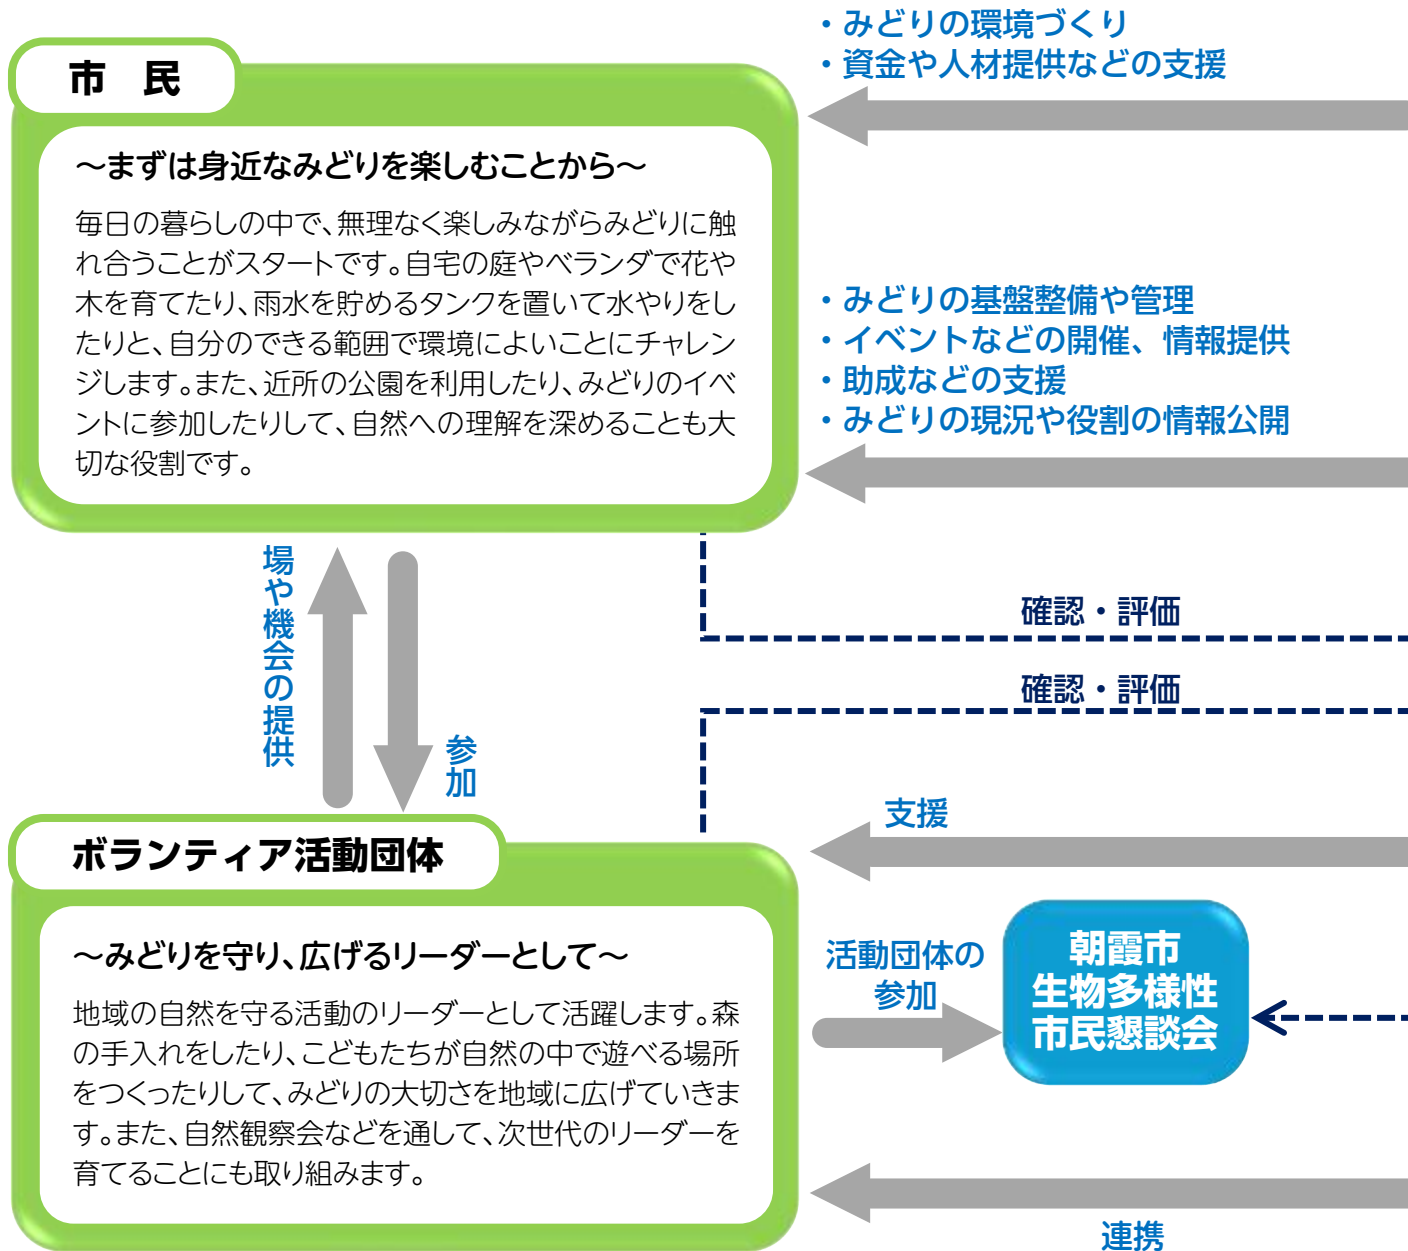 ・みどりの環境づくり
・資金や人材提供などの支援
市　民
～まずは身近なみどりを楽しむことから～
毎日の暮らしの中で、無理なく楽しみながらみどりに触
れ合うことがスタートです。自宅の庭やベランダで花や
木を育てたり、雨水を貯めるタンクを置いて水やりをし
たりと、自分のできる範囲で環境によいことにチャレン
ジします。また、近所の公園を利用したり、みどりのイベ
ントに参加したりして、自然への理解を深めることも大
切な役割です。
・みどりの基盤整備や管理
・イベントなどの開催、情報提供
・助成などの支援
・みどりの現況や役割の情報公開
場や機会の提供
参加
確認・評価
確認・評価
支援
ボランティア活動団体
～みどりを守り、広げるリーダーとして～
地域の自然を守る活動のリーダーとして活躍します。森
の手入れをしたり、こどもたちが自然の中で遊べる場所
をつくったりして、みどりの大切さを地域に広げていきま
す。また、自然観察会などを通して、次世代のリーダーを
育てることにも取り組みます。
活動団体の
参加
朝霞市
生物多様性
市民懇談会
連携